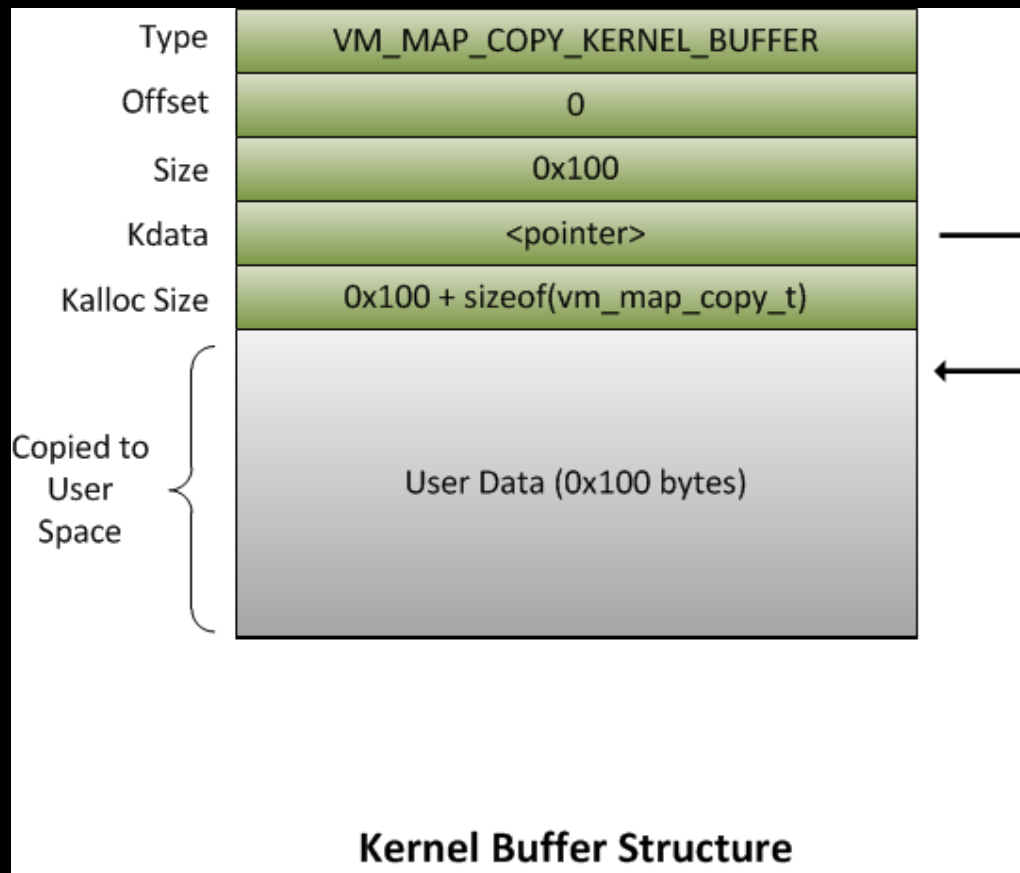 Type VM_MAP_COPY_KERNEL_BUFFER
Offset 0
Size 0x100
Kdata <pointer>
Kalloc Size 0x100 + sizeof(vm_map_copy_t)
Copied to
User
Space
User Data (0x100 bytes)
Kernel Buffer Structure